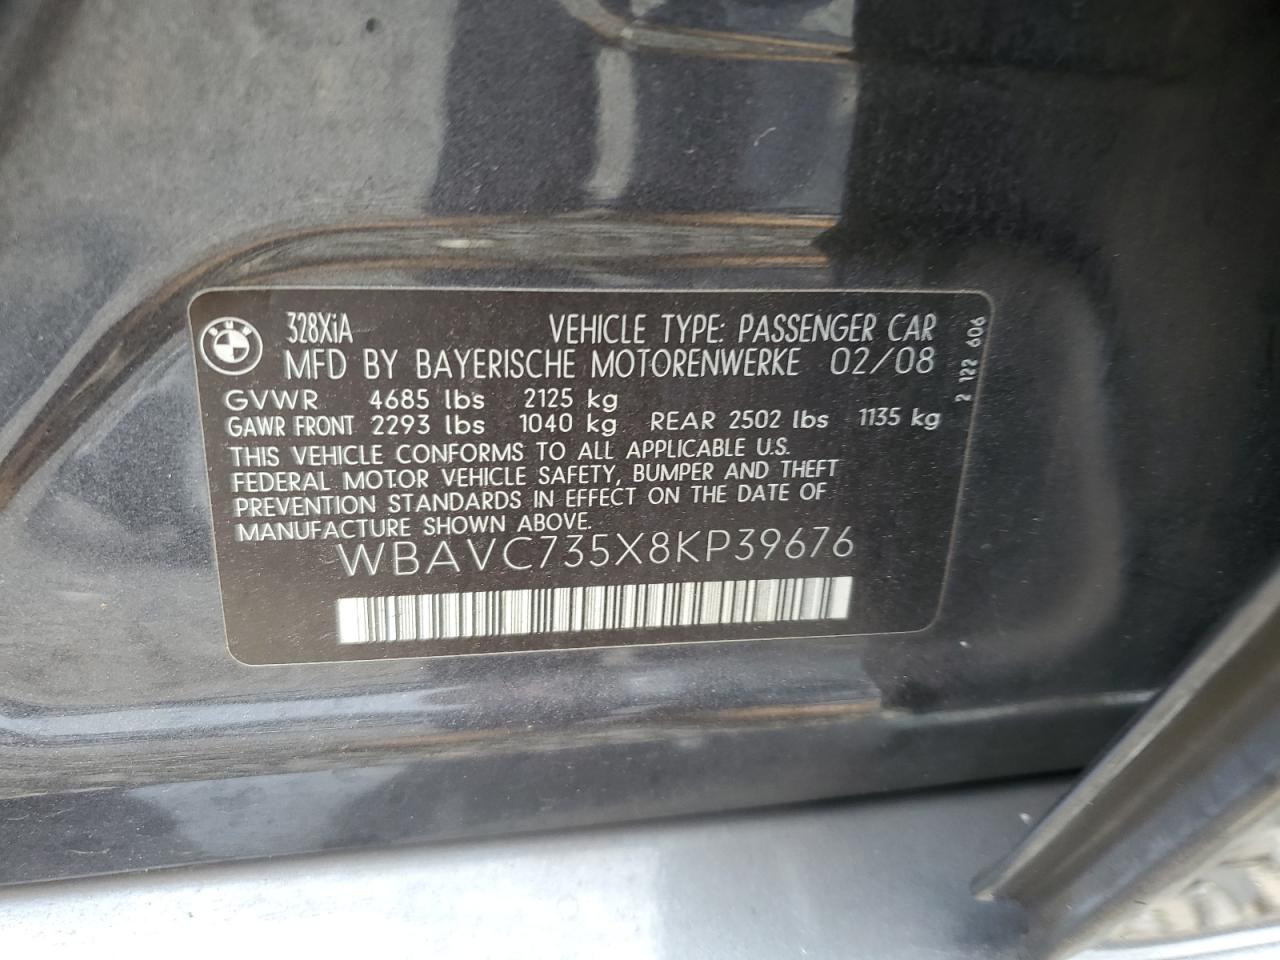 BMW
328XiA VEHICLE TYPE: PASSENGER CAR
MFD BY BAYERISCHE MOTORENWERKE 02/08
GVWR 4685 lbs 2125 kg
GAWR FRONT 2293 lbs 1040 kg REAR 2502 lbs 1135 kg
THIS VEHICLE CONFORMS TO ALL APPLICABLE U.S.
FEDERAL MOTOR VEHICLE SAFETY, BUMPER AND THEFT
PREVENTION STANDARDS IN EFFECT ON THE DATE OF
MANUFACTURE SHOWN ABOVE.
WBAVC735X8KP39676
2 122 606